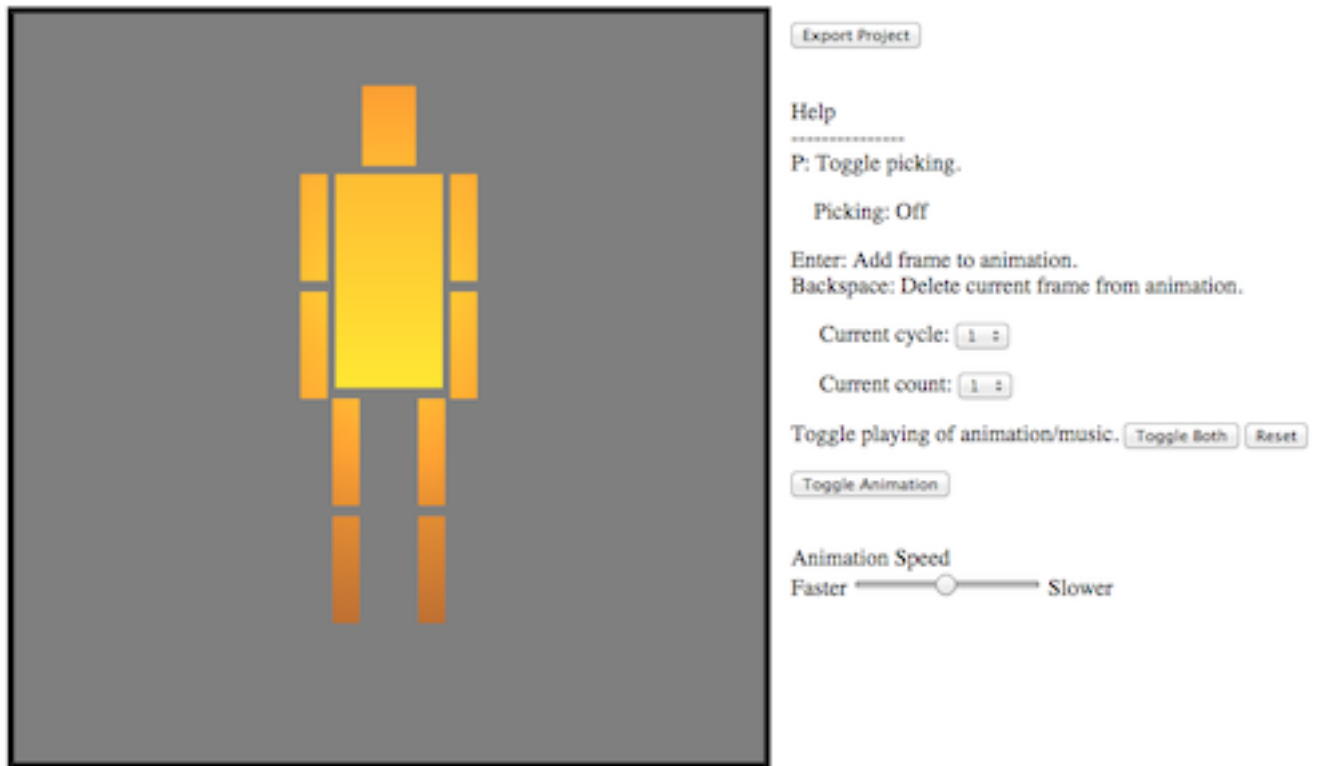 Export Project
Help
---------------
P: Toggle picking.
Picking: Off
Enter: Add frame to animation.
Backspace: Delete current frame from animation.
Current cycle: 1
Current count: 1
Toggle playing of animation/music. Toggle Both Reset
Toggle Animation
Animation Speed
Faster Slower